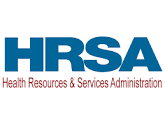 HRSA
Health Resources & Services Administration